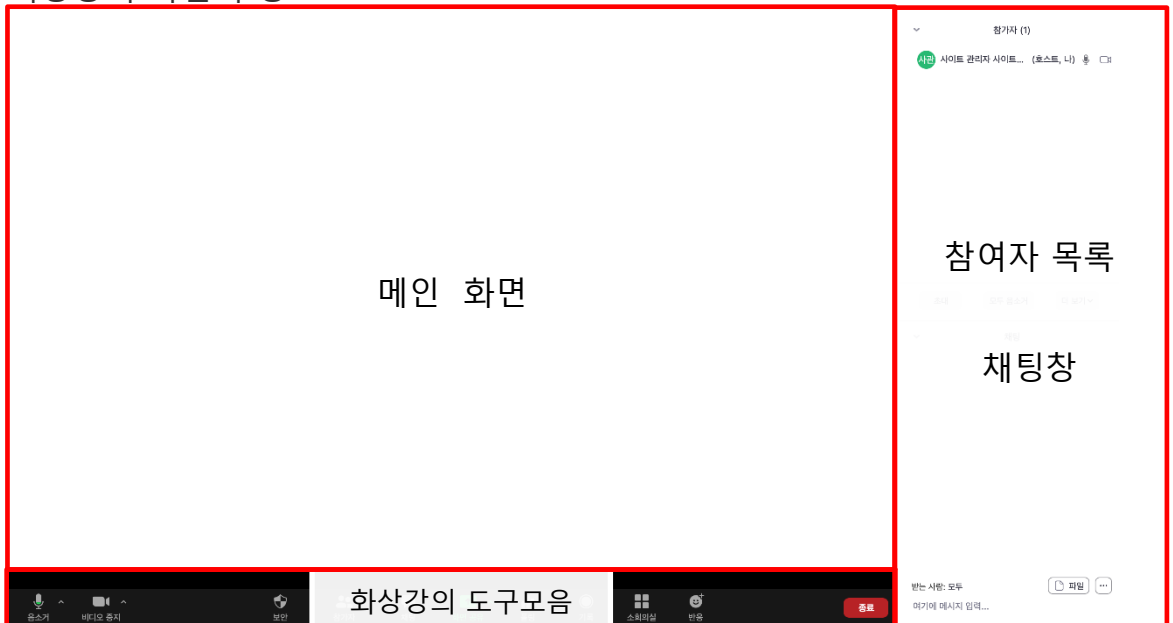 참가자 (1)
사관 사이트 관리자 사이트... (호스트, 나)
메인 화면
참여자 목록
채팅창
받는 사람: 모두
파일
여기에 메시지 입력...
음소거
비디오 중지
보안
화상강의 도구모음
소회의실
반응
종료